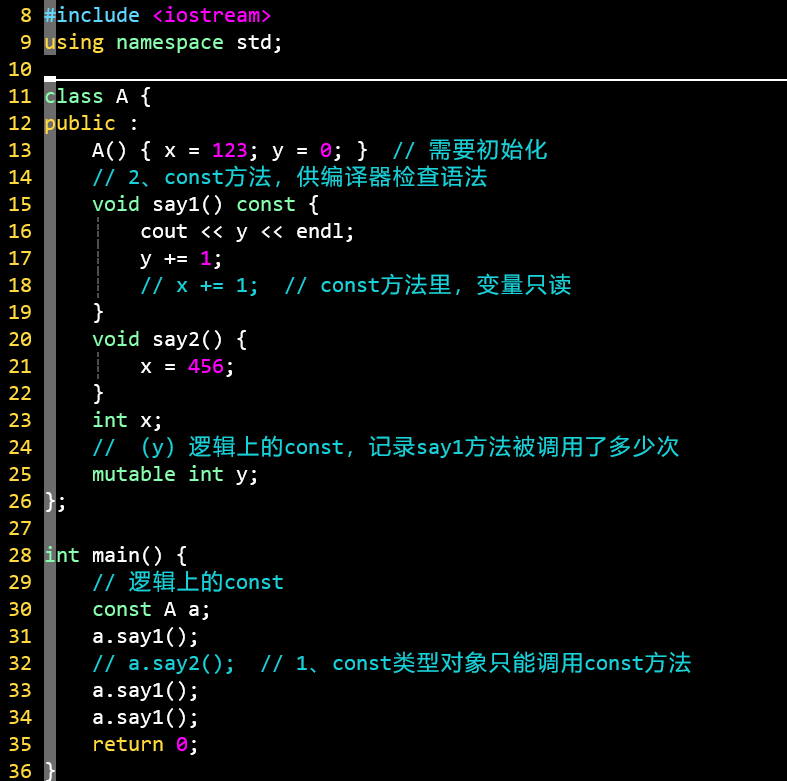 8 #include <iostream>
9 using namespace std;
10
11 class A {
12 public :
13     A() { x = 123; y = 0; }  // 需要初始化
14     // 2、const方法，供编译器检查语法
15     void say1() const {
16         cout << y << endl;
17         y += 1;
18         // x += 1;  // const方法里，变量只读
19     }
20     void say2() {
21         x = 456;
22     }
23     int x;
24     // （y）逻辑上的const，记录say1方法被调用了多少次
25     mutable int y;
26 };
27
28 int main() {
29     // 逻辑上的const
30     const A a;
31     a.say1();
32     // a.say2();  // 1、const类型对象只能调用const方法
33     a.say1();
34     a.say1();
35     return 0;
36 }